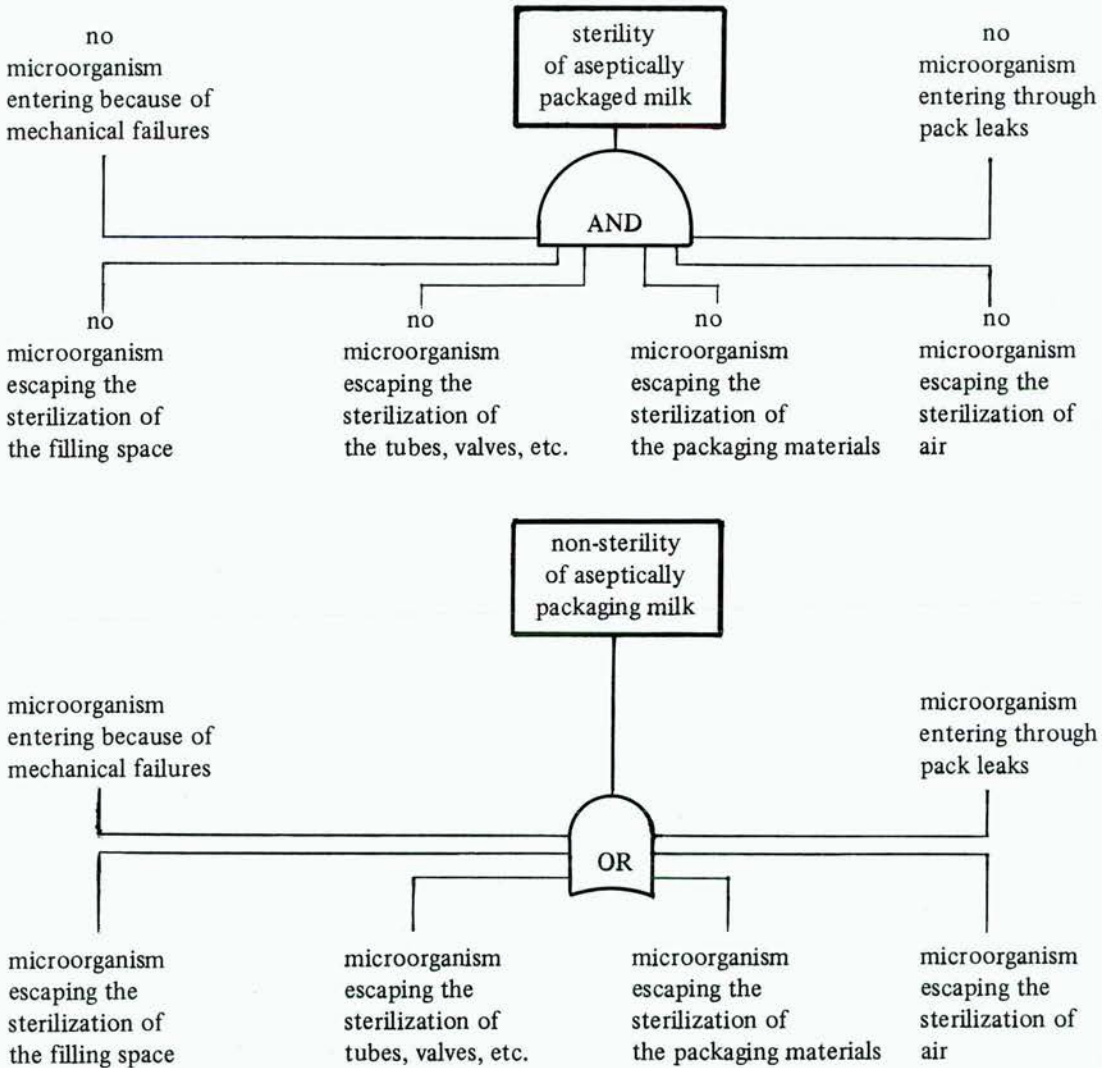 no
microorganism
entering because of
mechanical failures
sterility
of aseptically
packaged milk
no
microorganism
entering through
pack leaks
AND
no
microorganism
escaping the
sterilization of
the filling space
no
microorganism
escaping the
sterilization of
the tubes, valves, etc.
no
microorganism
escaping the
sterilization of
the packaging materials
no
microorganism
escaping the
sterilization of
air
non-sterility
of aseptically
packaging milk
microorganism
entering because of
mechanical failures
microorganism
entering through
pack leaks
OR
microorganism
escaping the
sterilization of
the filling space
microorganism
escaping the
sterilization of
tubes, valves, etc.
microorganism
escaping the
sterilization of
the packaging materials
microorganism
escaping the
sterilization of
air